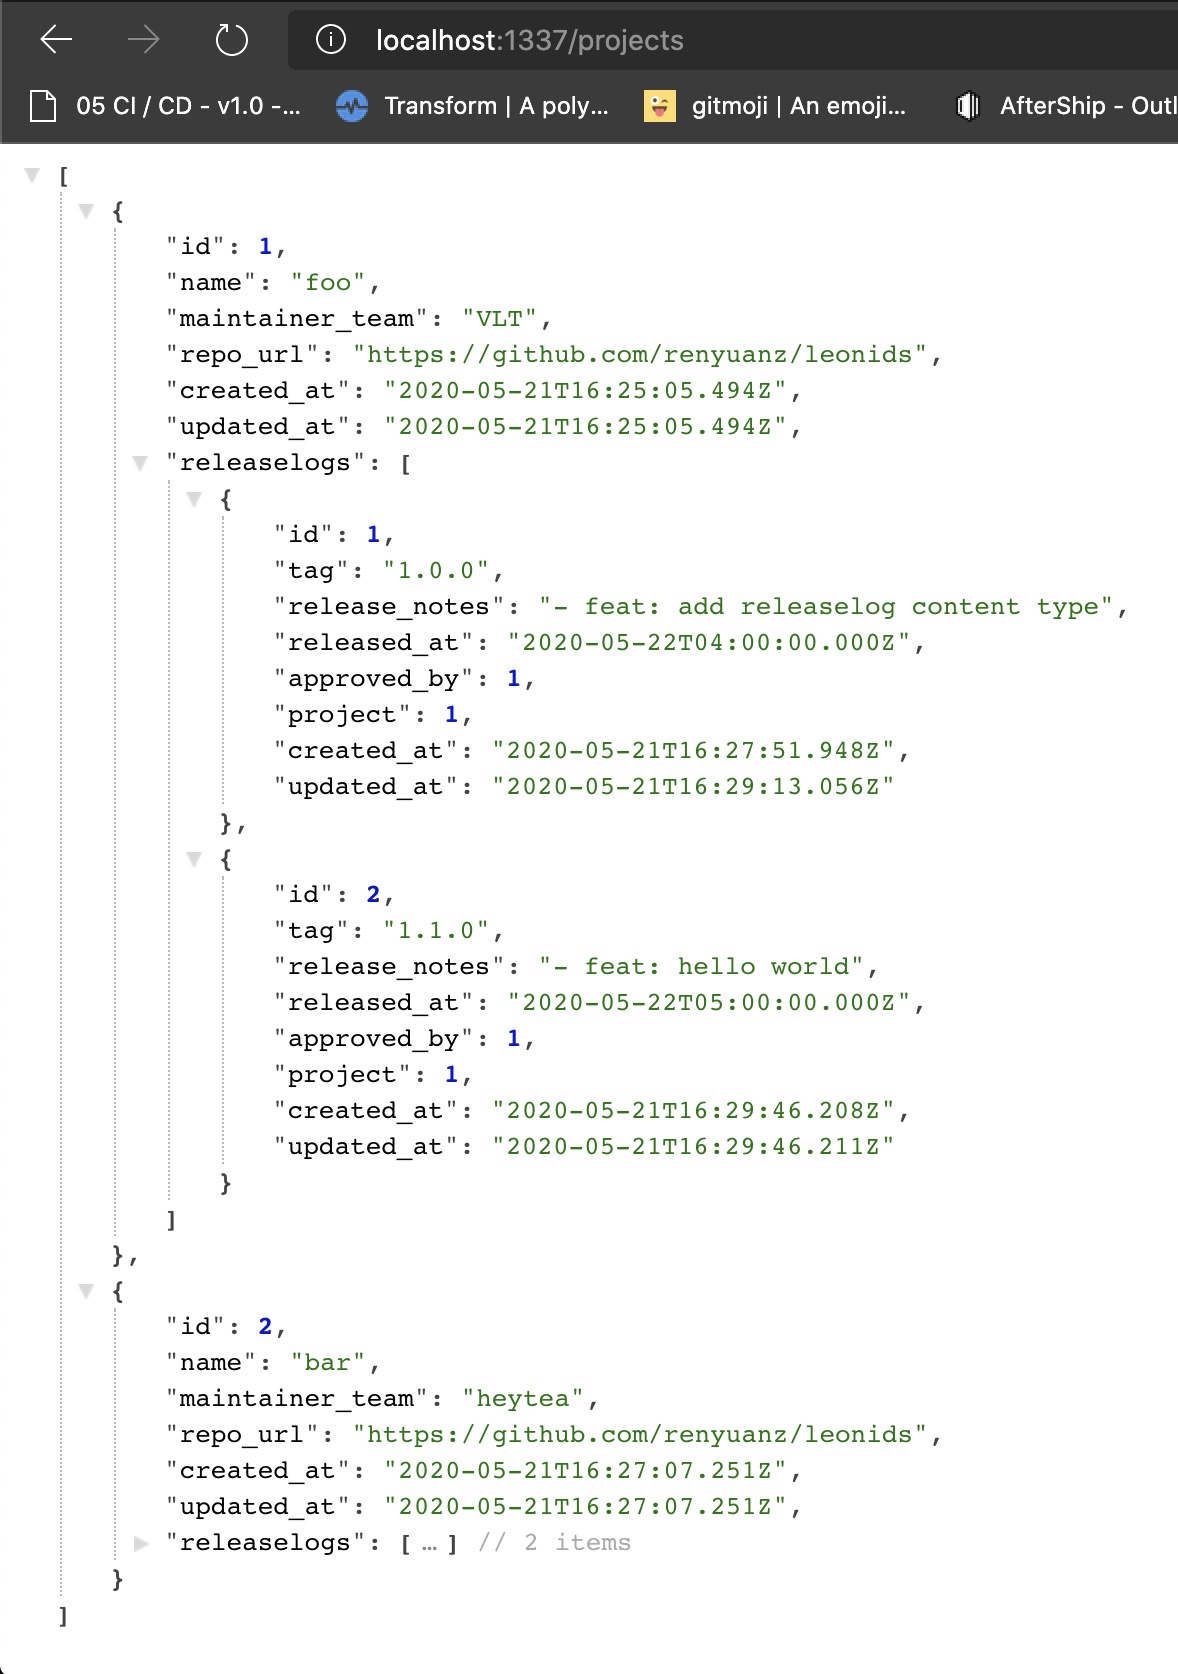 localhost:1337/projects
05 CI / CD - v1.0 -... Transform | A poly... gitmoji | An emoji... AfterShip - Outl
[
{
"id": 1,
"name": "foo",
"maintainer_team": "VLT",
"repo_url": "https://github.com/renyuanz/leonids",
"created_at": "2020-05-21T16:25:05.494Z",
"updated_at": "2020-05-21T16:25:05.494Z",
"releaselogs": [
{
"id": 1,
"tag": "1.0.0",
"release_notes": "- feat: add releaselog content type",
"released_at": "2020-05-22T04:00:00.000Z",
"approved_by": 1,
"project": 1,
"created_at": "2020-05-21T16:27:51.948Z",
"updated_at": "2020-05-21T16:29:13.056Z"
},
{
"id": 2,
"tag": "1.1.0",
"release_notes": "- feat: hello world",
"released_at": "2020-05-22T05:00:00.000Z",
"approved_by": 1,
"project": 1,
"created_at": "2020-05-21T16:29:46.208Z",
"updated_at": "2020-05-21T16:29:46.211Z"
}
]
},
{
"id": 2,
"name": "bar",
"maintainer_team": "heytea",
"repo_url": "https://github.com/renyuanz/leonids",
"created_at": "2020-05-21T16:27:07.251Z",
"updated_at": "2020-05-21T16:27:07.251Z",
"releaselogs": [ … ] // 2 items
}
]